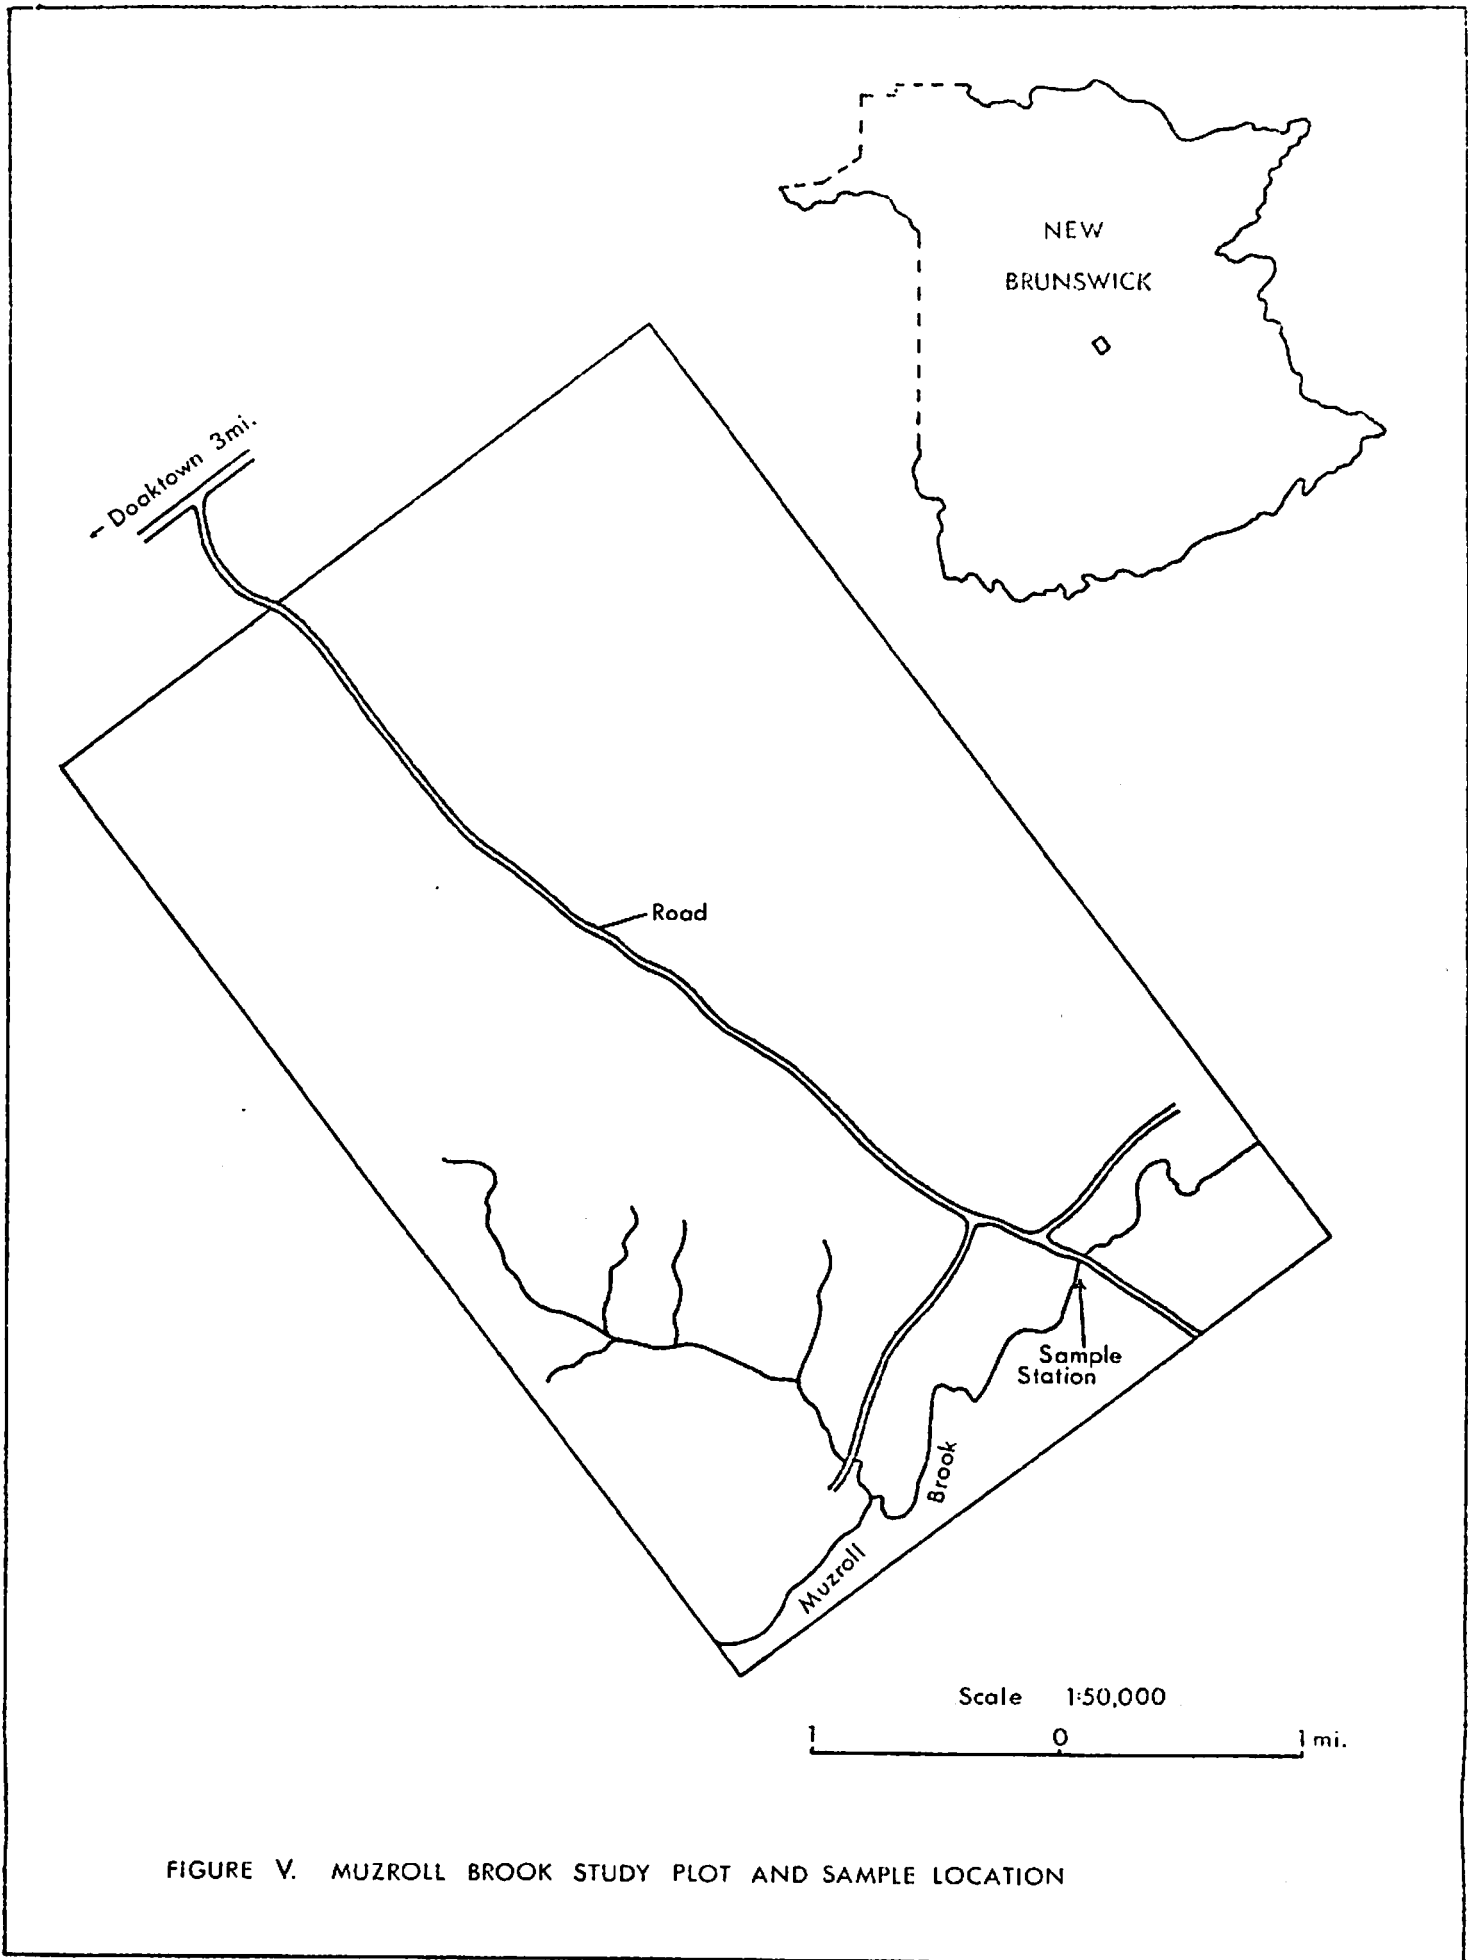 NEW
BRUNSWICK
← Doaktown 3mi.
Road
Sample
Station
Brook
Muzroll
Scale 1:50,000
1 0 1 mi.
FIGURE V. MUZROLL BROOK STUDY PLOT AND SAMPLE LOCATION